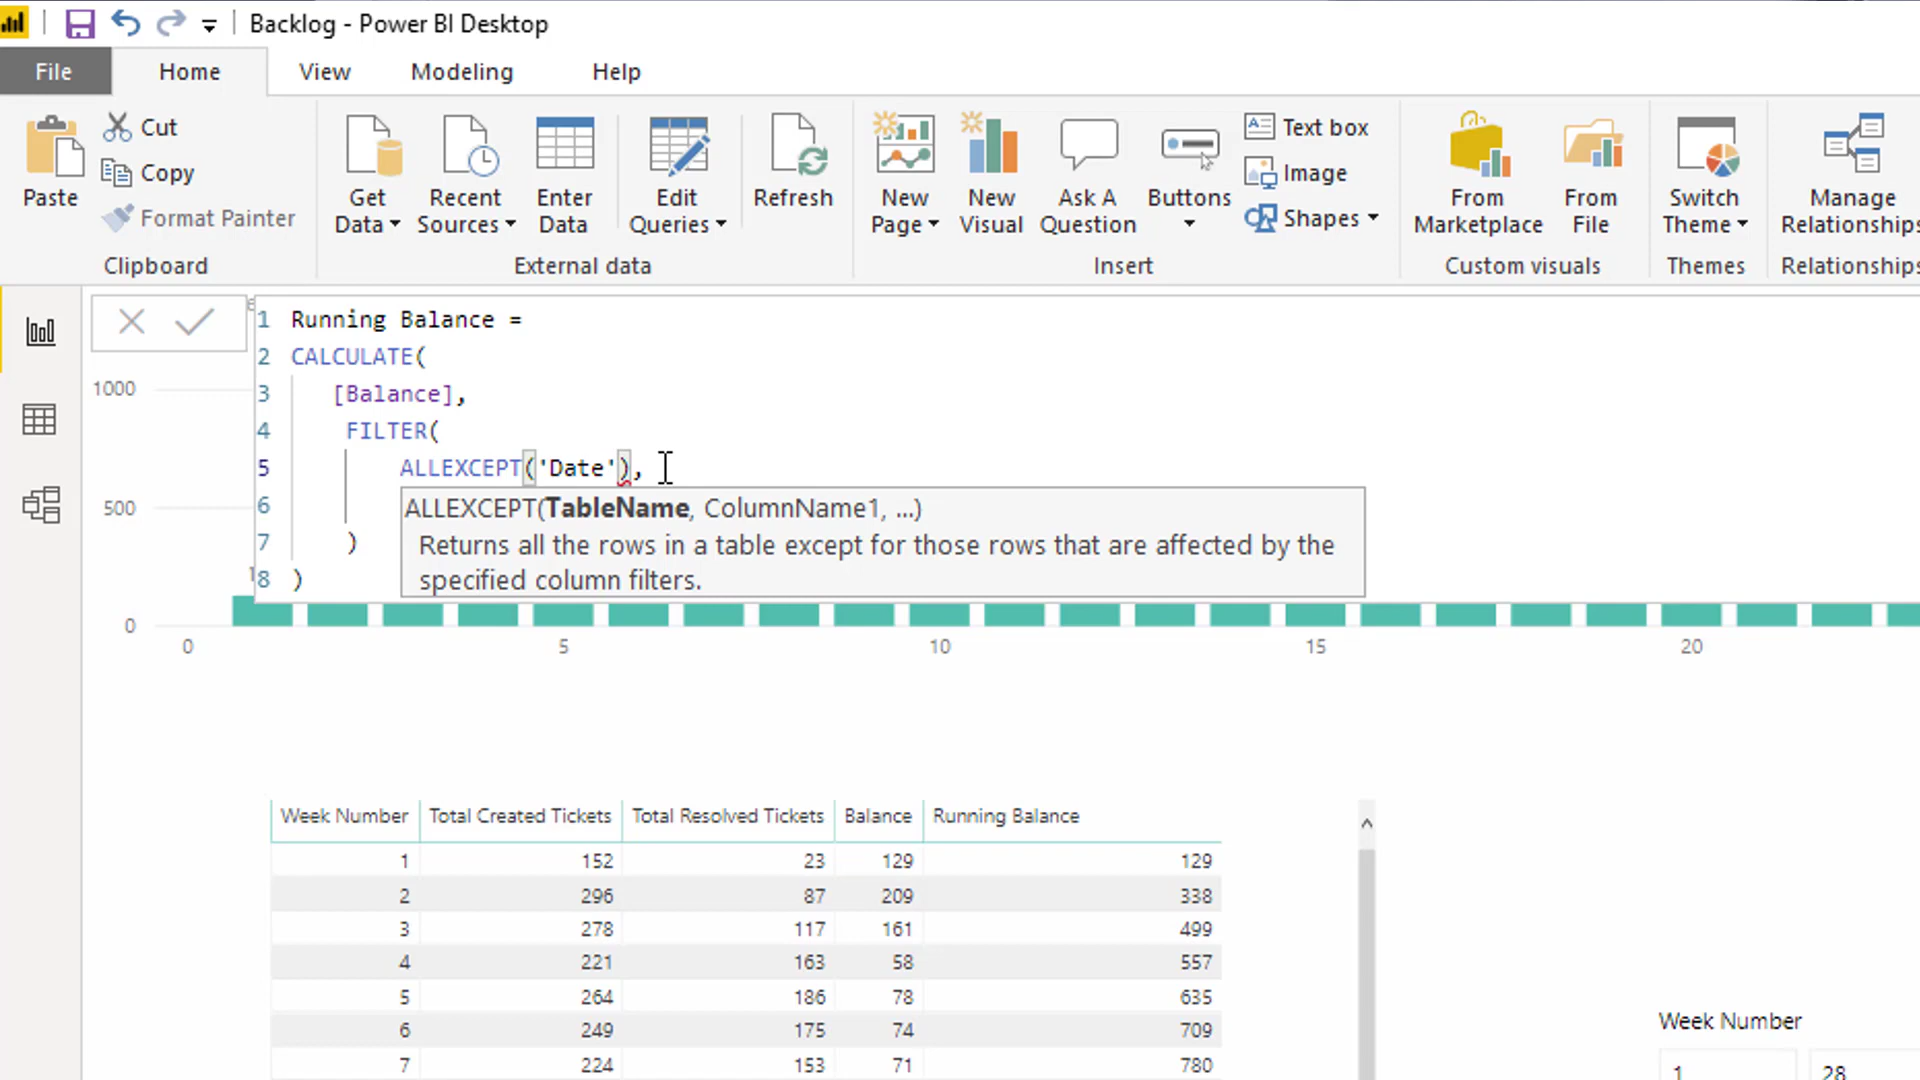 Backlog - Power BI Desktop
File Home View Modeling Help
Paste
Cut
Copy
Format Painter
Clipboard
Get Data
Recent Sources
Enter Data
Edit Queries
Refresh
External data
New Page
New Visual
Ask A Question
Buttons
Text box
Image
Shapes
Insert
From Marketplace
From File
Custom visuals
Switch Theme
Themes
Manage Relationships
Relationships
1 Running Balance =
2 CALCULATE(
3 [Balance],
4 FILTER(
5 ALLEXCEPT('Date'),
6
7 )
8 )
ALLEXCEPT(TableName, ColumnName1, ...)
Returns all the rows in a table except for those rows that are affected by the
specified column filters.
1000
500
0
0 5 10 15 20
Week Number Total Created Tickets Total Resolved Tickets Balance Running Balance
1 152 23 129 129
2 296 87 209 338
3 278 117 161 499
4 221 163 58 557
5 264 186 78 635
6 249 175 74 709
7 224 153 71 780
Week Number
1 28